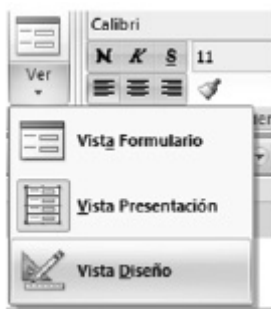 Calibri
N K S 11
Ver
Vista Formulario
Vista Presentación
Vista Diseño